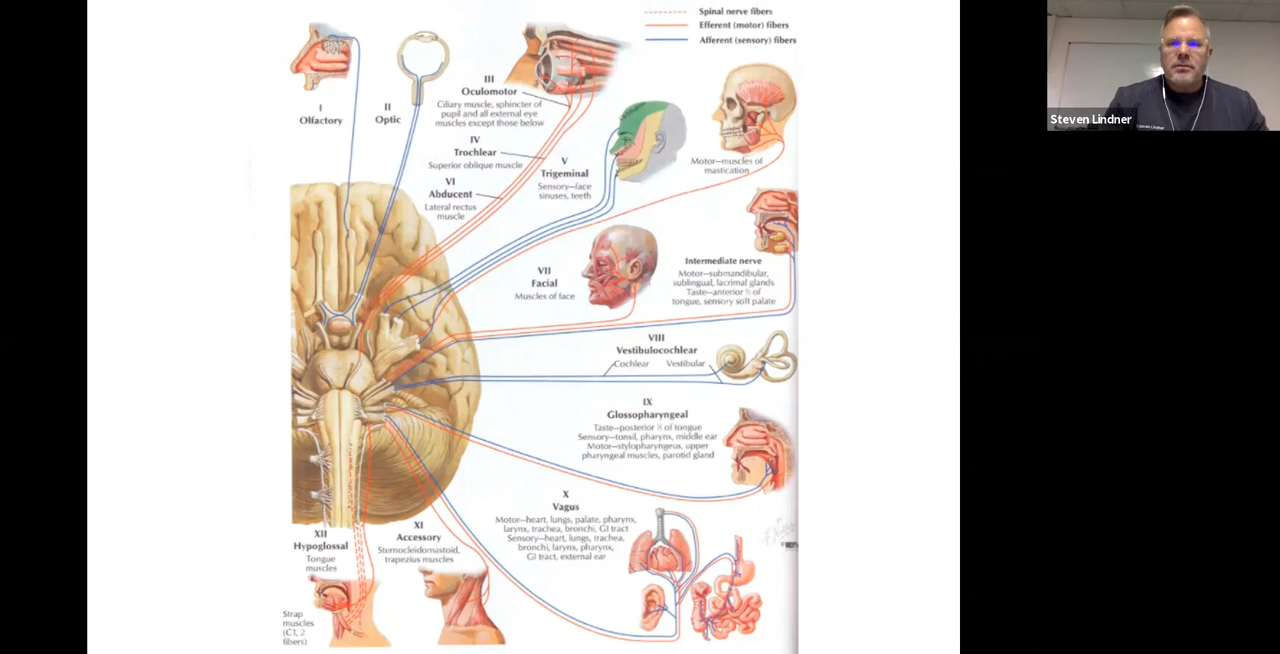 Spinal nerve fibers
Efferent (motor) fibers
Afferent (sensory) fibers
Steven Lindner
I
Olfactory
II
Optic
III
Oculomotor
Ciliary muscle, sphincter of
pupil and all external eye
muscles except those below
IV
Trochlear
Superior oblique muscle
VI
Abducent
Lateral rectus
muscle
V
Trigeminal
Sensory—face
sinuses, teeth
Motor—muscles of
mastication
VII
Facial
Muscles of face
Intermediate nerve
Motor—submandibular,
sublingual, lacrimal glands
Taste—anterior ⅔ of
tongue, sensory soft palate
VIII
Vestibulocochlear
Cochlear Vestibular
IX
Glossopharyngeal
Taste—posterior ⅓ of tongue
Sensory—tonsil, pharynx, middle ear
Motor—stylopharyngeus, upper
pharyngeal muscles, parotid gland
X
Vagus
Motor—heart, lungs, palate, pharynx,
larynx, trachea, bronchi, GI tract
Sensory—heart, lungs, trachea,
bronchi, larynx, pharynx,
GI tract, external ear
XI
Accessory
Sternocleidomastoid,
trapezius muscles
XII
Hypoglossal
Tongue
muscles
Strap
muscles
(C1, 2
fibers)